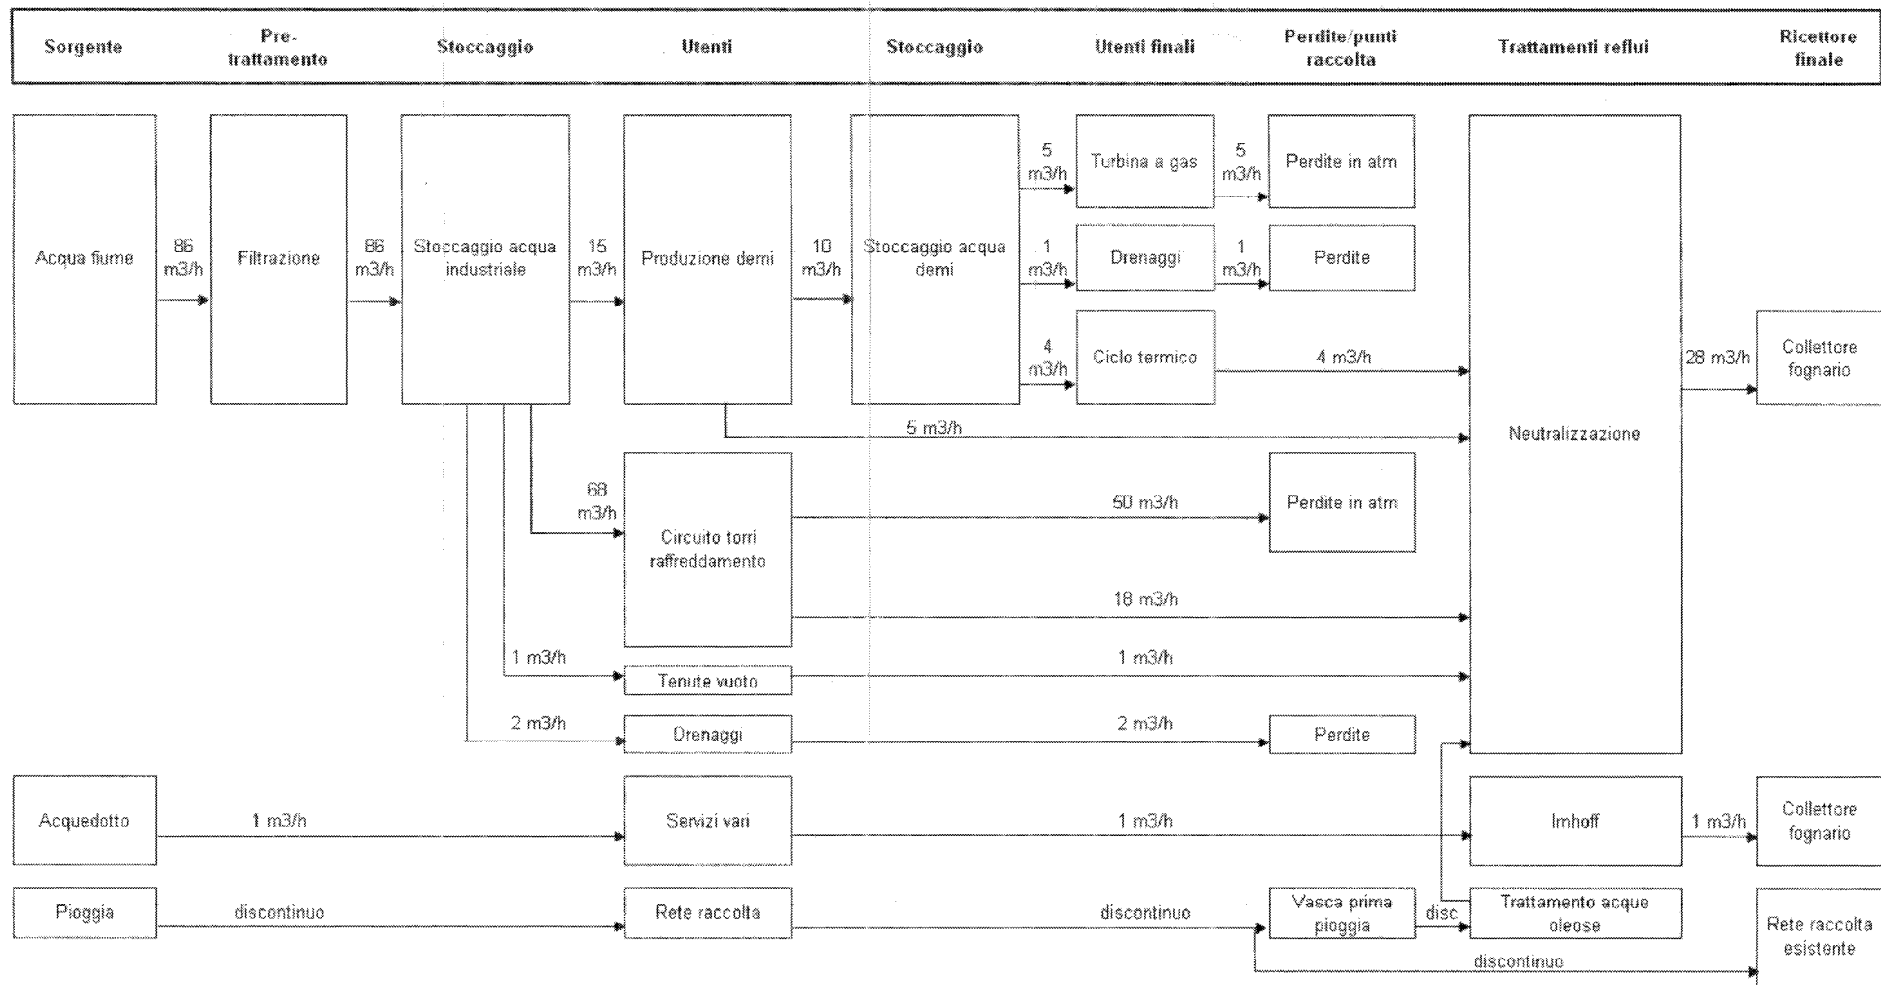 Sorgente
Pre-
trattamento
Stoccaggio
Utenti
Stoccaggio
Utenti finali
Perdite/punti
raccolta
Trattamenti reflui
Ricettore
finale
Acqua fiume
86
m3/h
Filtrazione
86
m3/h
Stoccaggio acqua
industriale
15
m3/h
Produzione demi
10
m3/h
Stoccaggio acqua
demi
5
m3/h
Turbina a gas
5
m3/h
Perdite in atm
1
m3/h
Drenaggi
1
m3/h
Perdite
4
m3/h
Ciclo termico
4 m3/h
Neutralizzazione
28 m3/h
Collettore
fognario
5 m3/h
68
m3/h
Circuito torri
raffreddamento
50 m3/h
Perdite in atm
18 m3/h
1 m3/h
Tenute vuoto
1 m3/h
2 m3/h
Drenaggi
2 m3/h
Perdite
Acquedotto
1 m3/h
Servizi vari
1 m3/h
Imhoff
1 m3/h
Collettore
fognario
Pioggia
discontinuo
Rete raccolta
discontinuo
Vasca prima
pioggia
disc
Trattamento acque
oleose
discontinuo
Rete raccolta
esistente